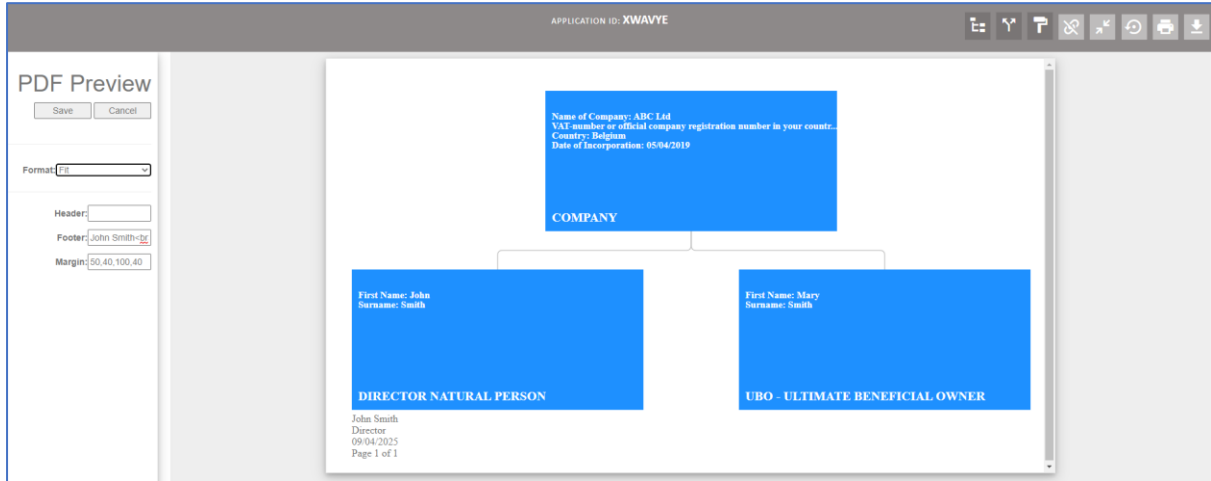 APPLICATION ID: XWAVYE
PDF Preview
Save
Cancel
Format: Fit
Header:
Footer: John Smith<br
Margin: 50,40,100,40
Name of Company: ABC Ltd
VAT-number or official company registration number in your countr...
Country: Belgium
Date of Incorporation: 05/04/2019
COMPANY
First Name: John
Surname: Smith
DIRECTOR NATURAL PERSON
First Name: Mary
Surname: Smith
UBO - ULTIMATE BENEFICIAL OWNER
John Smith
Director
09/04/2025
Page 1 of 1